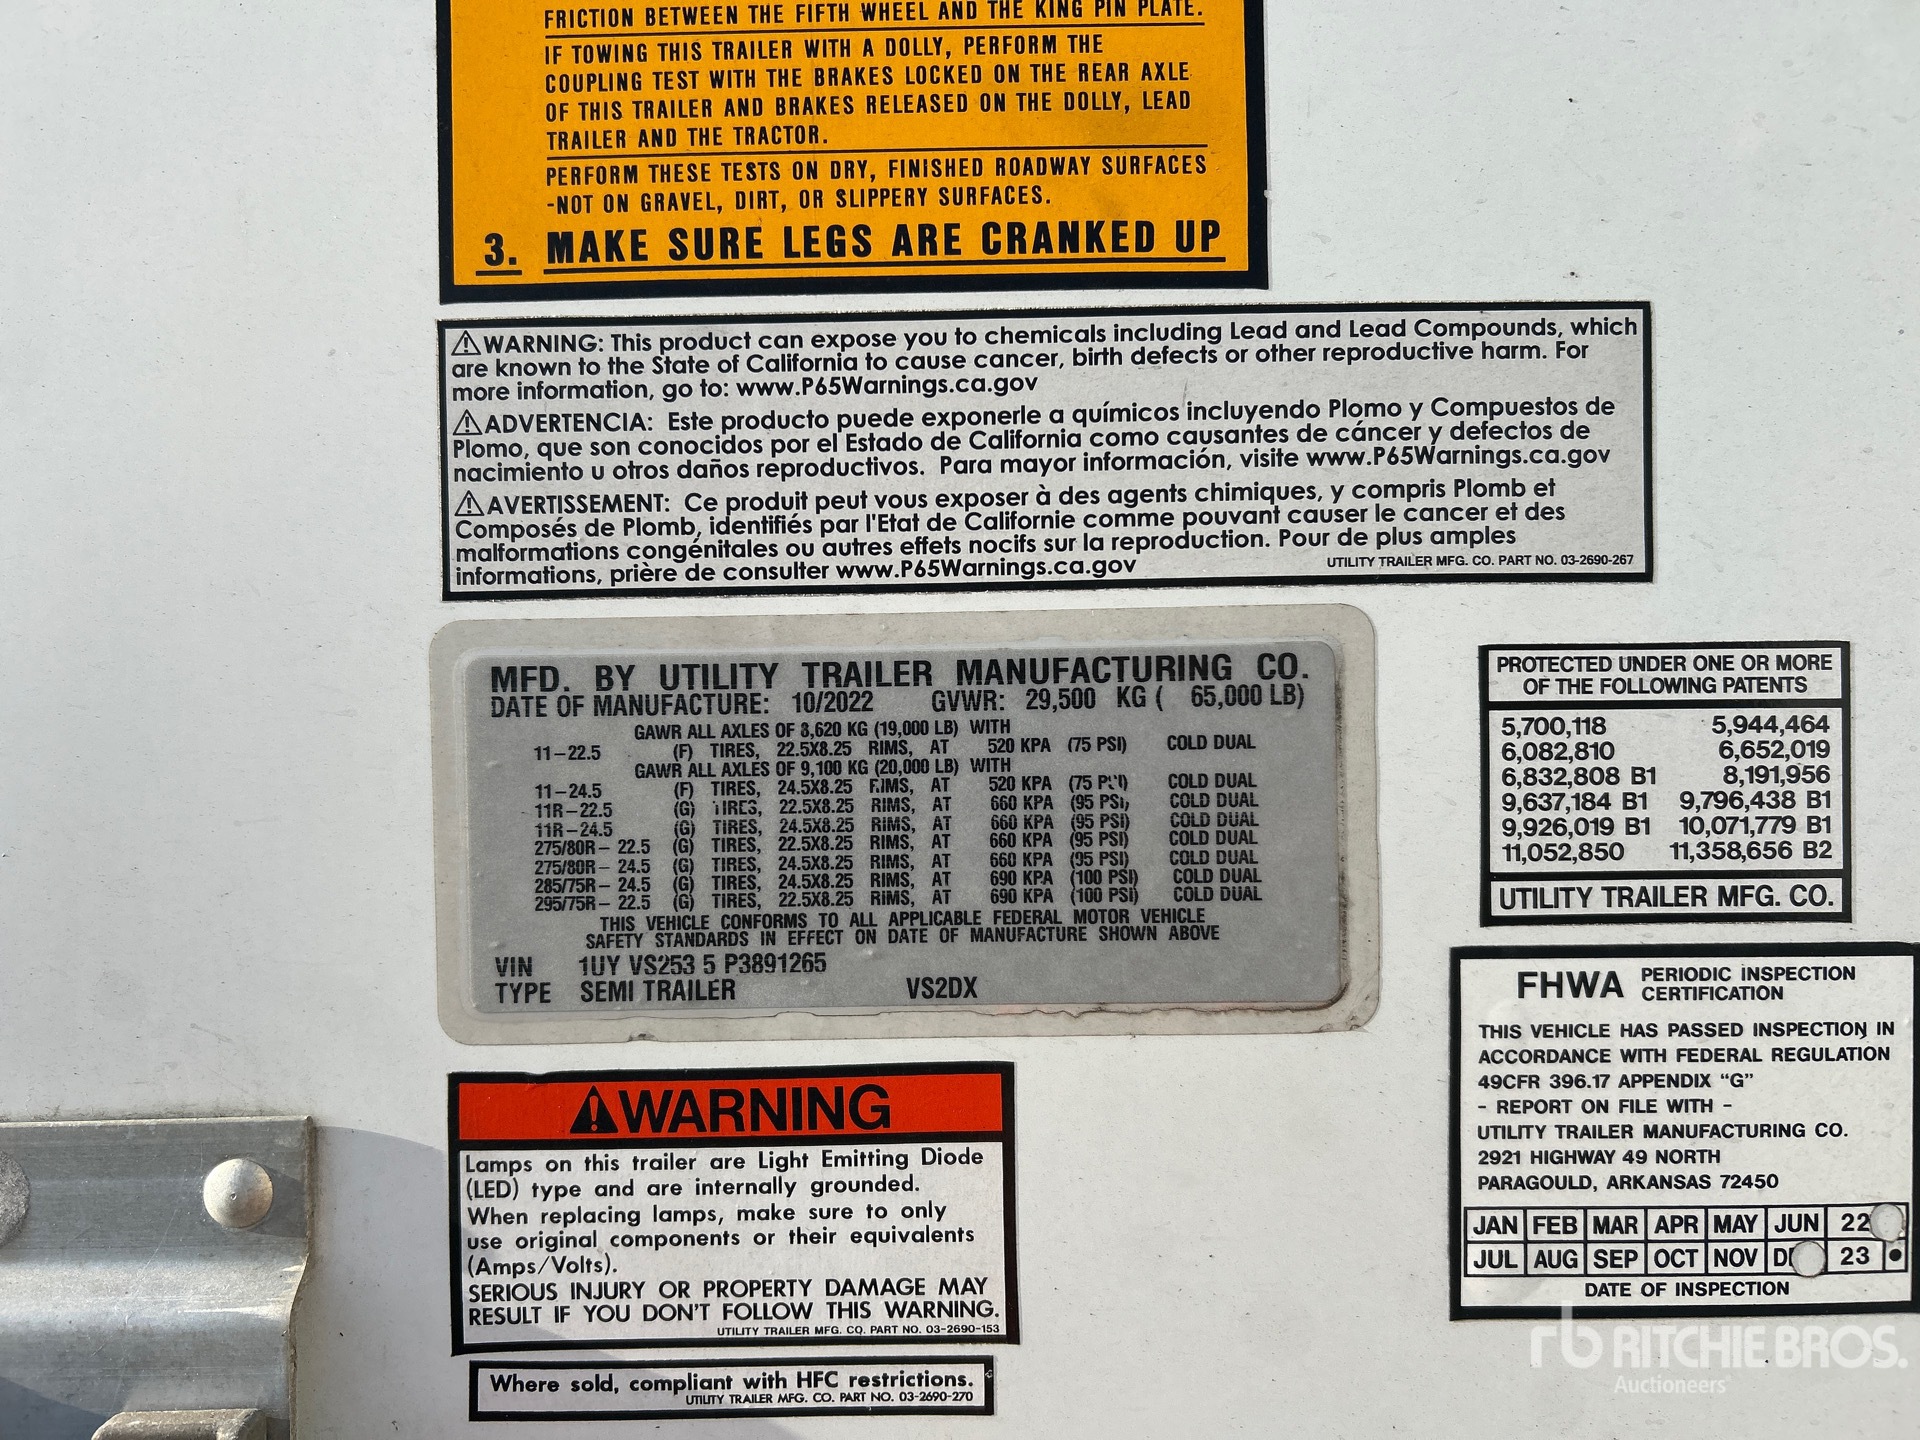 FRICTION BETWEEN THE FIFTH WHEEL AND THE KING PIN PLATE.
IF TOWING THIS TRAILER WITH A DOLLY, PERFORM THE
COUPLING TEST WITH THE BRAKES LOCKED ON THE REAR AXLE
OF THIS TRAILER AND BRAKES RELEASED ON THE DOLLY, LEAD
TRAILER AND THE TRACTOR.
PERFORM THESE TESTS ON DRY, FINISHED ROADWAY SURFACES
-NOT ON GRAVEL, DIRT, OR SLIPPERY SURFACES.
3. MAKE SURE LEGS ARE CRANKED UP
⚠WARNING: This product can expose you to chemicals including Lead and Lead Compounds, which
are known to the State of California to cause cancer, birth defects or other reproductive harm. For
more information, go to: www.P65Warnings.ca.gov
⚠ADVERTENCIA: Este producto puede exponerle a químicos incluyendo Plomo y Compuestos de
Plomo, que son conocidos por el Estado de California como causantes de cáncer y defectos de
nacimiento u otros daños reproductivos. Para mayor información, visite www.P65Warnings.ca.gov
⚠AVERTISSEMENT: Ce produit peut vous exposer à des agents chimiques, y compris Plomb et
Composés de Plomb, identifiés par l'Etat de Californie comme pouvant causer le cancer et des
malformations congénitales ou autres effets nocifs sur la reproduction. Pour de plus amples
informations, prière de consulter www.P65Warnings.ca.gov
UTILITY TRAILER MFG. CO. PART NO. 03-2690-267
MFD. BY UTILITY TRAILER MANUFACTURING CO.
DATE OF MANUFACTURE: 10/2022 GVWR: 29,500 KG ( 65,000 LB)
GAWR ALL AXLES OF 8,620 KG (19,000 LB) WITH
11-22.5 (F) TIRES, 22.5X8.25 RIMS, AT 520 KPA (75 PSI) COLD DUAL
GAWR ALL AXLES OF 9,100 KG (20,000 LB) WITH
11-24.5 (F) TIRES, 24.5X8.25 RIMS, AT 520 KPA (75 PSI) COLD DUAL
11R-22.5 (G) TIRES, 22.5X8.25 RIMS, AT 660 KPA (95 PSI) COLD DUAL
11R-24.5 (G) TIRES, 24.5X8.25 RIMS, AT 660 KPA (95 PSI) COLD DUAL
275/80R- 22.5 (G) TIRES, 22.5X8.25 RIMS, AT 660 KPA (95 PSI) COLD DUAL
275/80R- 24.5 (G) TIRES, 24.5X8.25 RIMS, AT 660 KPA (95 PSI) COLD DUAL
285/75R- 24.5 (G) TIRES, 24.5X8.25 RIMS, AT 690 KPA (100 PSI) COLD DUAL
295/75R- 22.5 (G) TIRES, 22.5X8.25 RIMS, AT 690 KPA (100 PSI) COLD DUAL
THIS VEHICLE CONFORMS TO ALL APPLICABLE FEDERAL MOTOR VEHICLE
SAFETY STANDARDS IN EFFECT ON DATE OF MANUFACTURE SHOWN ABOVE
VIN 1UY VS253 5 P3891265
TYPE SEMI TRAILER VS2DX
PROTECTED UNDER ONE OR MORE
OF THE FOLLOWING PATENTS
5,700,118 5,944,464
6,082,810 6,652,019
6,832,808 B1 8,191,956
9,637,184 B1 9,796,438 B1
9,926,019 B1 10,071,779 B1
11,052,850 11,358,656 B2
UTILITY TRAILER MFG. CO.
FHWA PERIODIC INSPECTION
CERTIFICATION
THIS VEHICLE HAS PASSED INSPECTION IN
ACCORDANCE WITH FEDERAL REGULATION
49CFR 396.17 APPENDIX "G"
- REPORT ON FILE WITH -
UTILITY TRAILER MANUFACTURING CO.
2921 HIGHWAY 49 NORTH
PARAGOULD, ARKANSAS 72450
JAN FEB MAR APR MAY JUN 22
JUL AUG SEP OCT NOV 23
DATE OF INSPECTION
⚠WARNING
Lamps on this trailer are Light Emitting Diode
(LED) type and are internally grounded.
When replacing lamps, make sure to only
use original components or their equivalents
(Amps/Volts).
SERIOUS INJURY OR PROPERTY DAMAGE MAY
RESULT IF YOU DON'T FOLLOW THIS WARNING.
UTILITY TRAILER MFG. CO. PART NO. 03-2690-153
Where sold, compliant with HFC restrictions.
UTILITY TRAILER MFG. CO. PART NO. 03-2690-270
rb RITCHIE BROS.
Auctioneers